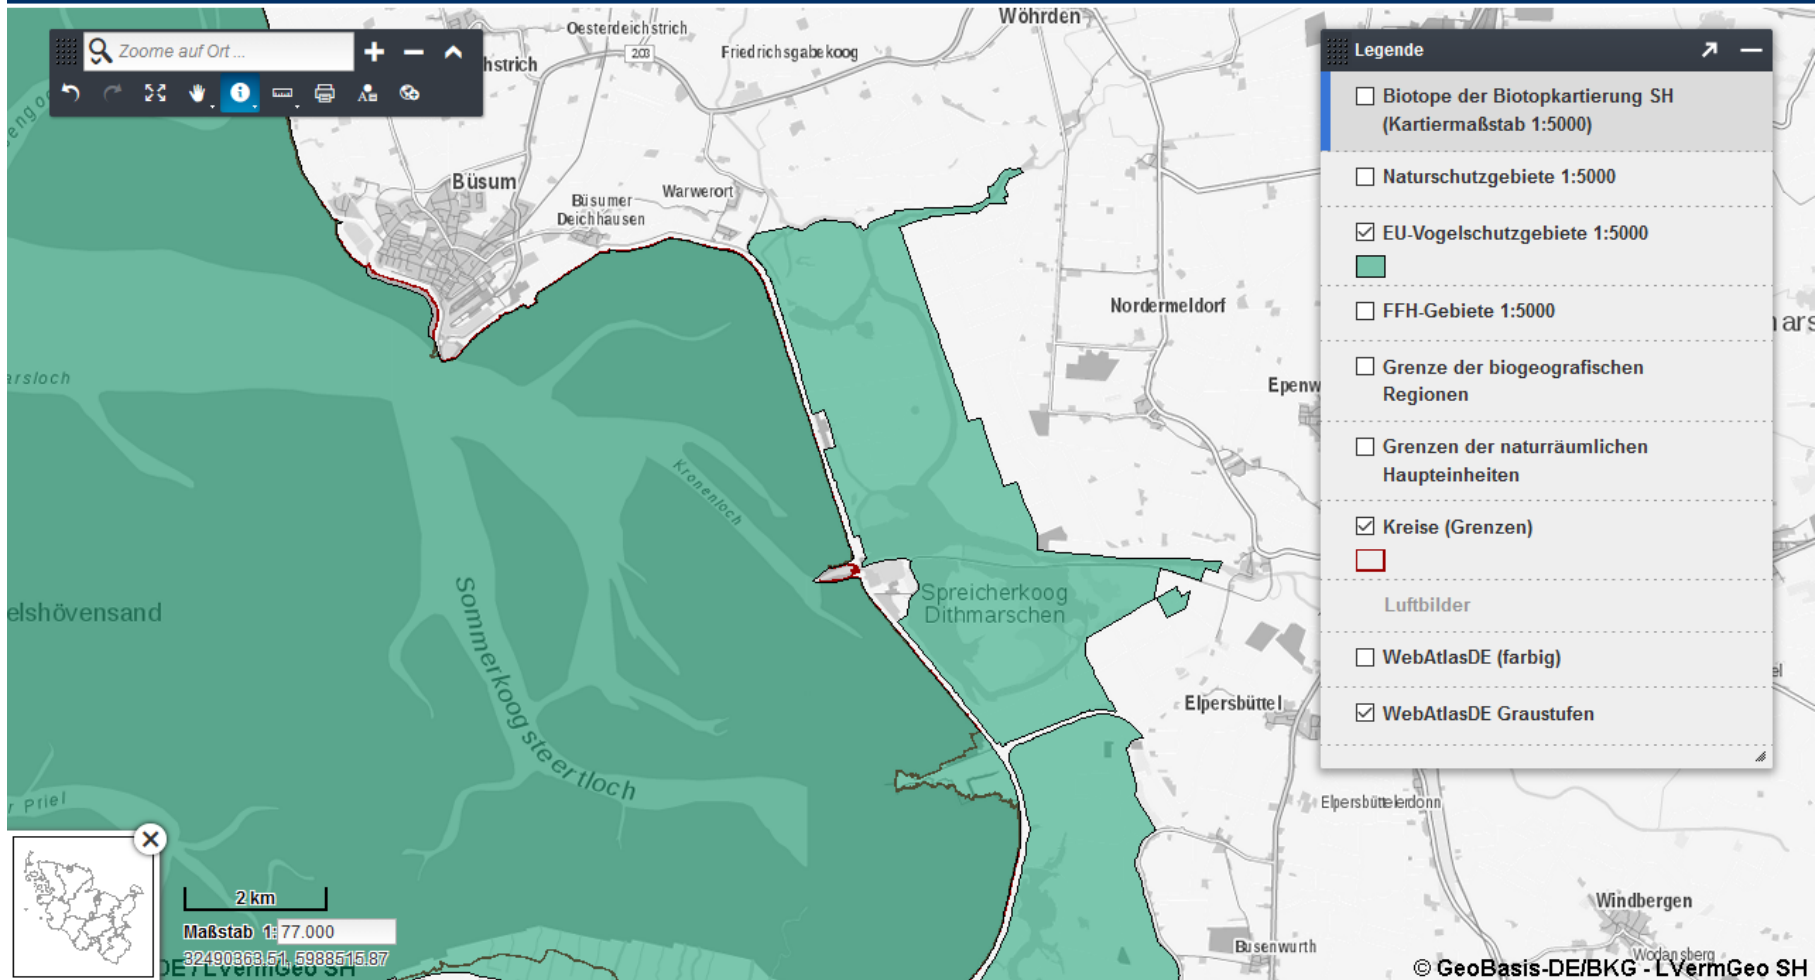 Zoome auf Ort ...
Oesterdeichstrich
Wöhrden
203
Friedrichsgabekoog
hstrich
Büsum
Büsumer
Deichhausen
Warwerort
Nordermeldorf
Epenw
arsloch
Kronenloch
elshövensand
Sommerkoogsteertloch
Spreicherkoog
Dithmarschen
Elpersbüttel
r
r Priel
Elpersbüttelerdonn
Windbergen
Wodansberg
Busenwurth
el
Legende
Biotope der Biotopkartierung SH
(Kartiermaßstab 1:5000)
Naturschutzgebiete 1:5000
EU-Vogelschutzgebiete 1:5000
FFH-Gebiete 1:5000
Grenze der biogeografischen
Regionen
Grenzen der naturräumlichen
Haupteinheiten
Kreise (Grenzen)
Luftbilder
WebAtlasDE (farbig)
WebAtlasDE Graustufen
2 km
Maßstab 1: 77.000
32490363.51, 5988515.87
DE / LVermGeo SH
© GeoBasis-DE/BKG - LVermGeo SH